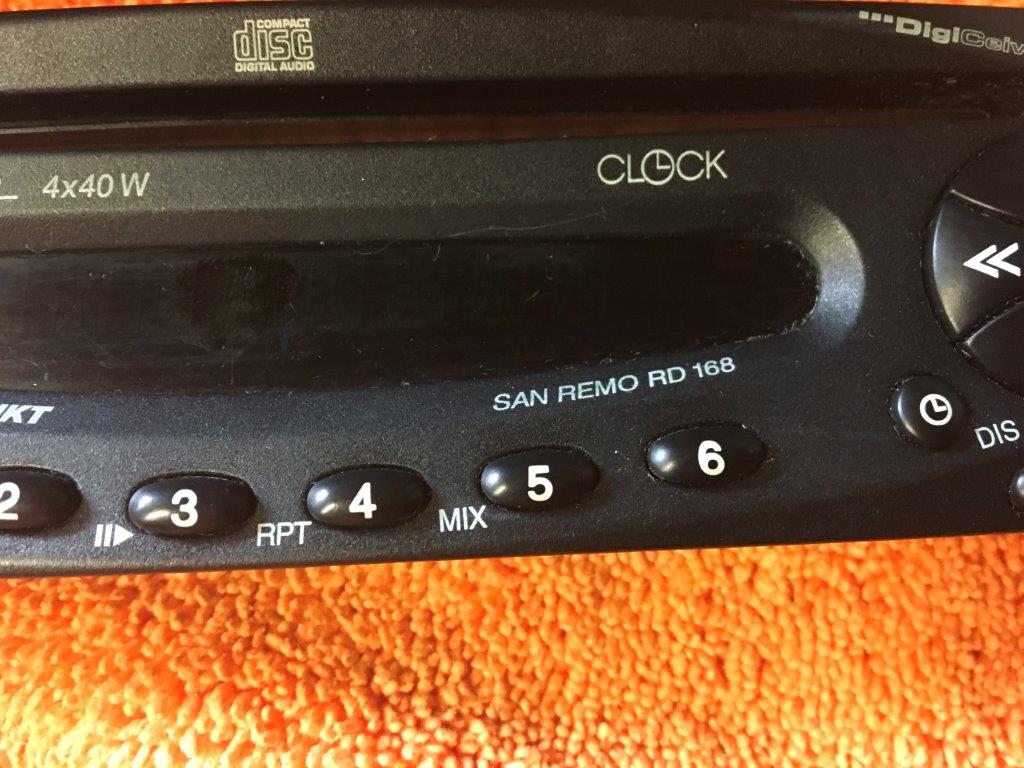 COMPACT
disc
DIGITAL AUDIO
DigiCeiv
4x40 W
CLOCK
SAN REMO RD 168
NKT
2
3
RPT
4
MIX
5
6
DIS